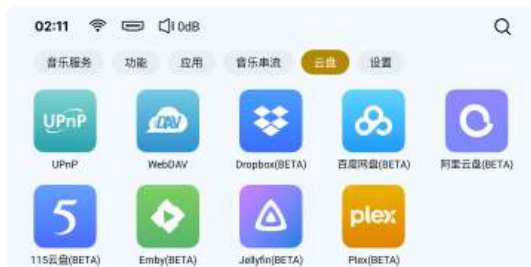 02:11 0dB
音乐服务 功能 应用 音乐串流 云盘 设置
UPnP DAV plex
UPnP WebDAV Dropbox(BETA) 百度网盘(BETA) 阿里云盘(BETA)
5 plex
115云盘(BETA) Emby(BETA) Jellyfin(BETA) Plex(BETA)